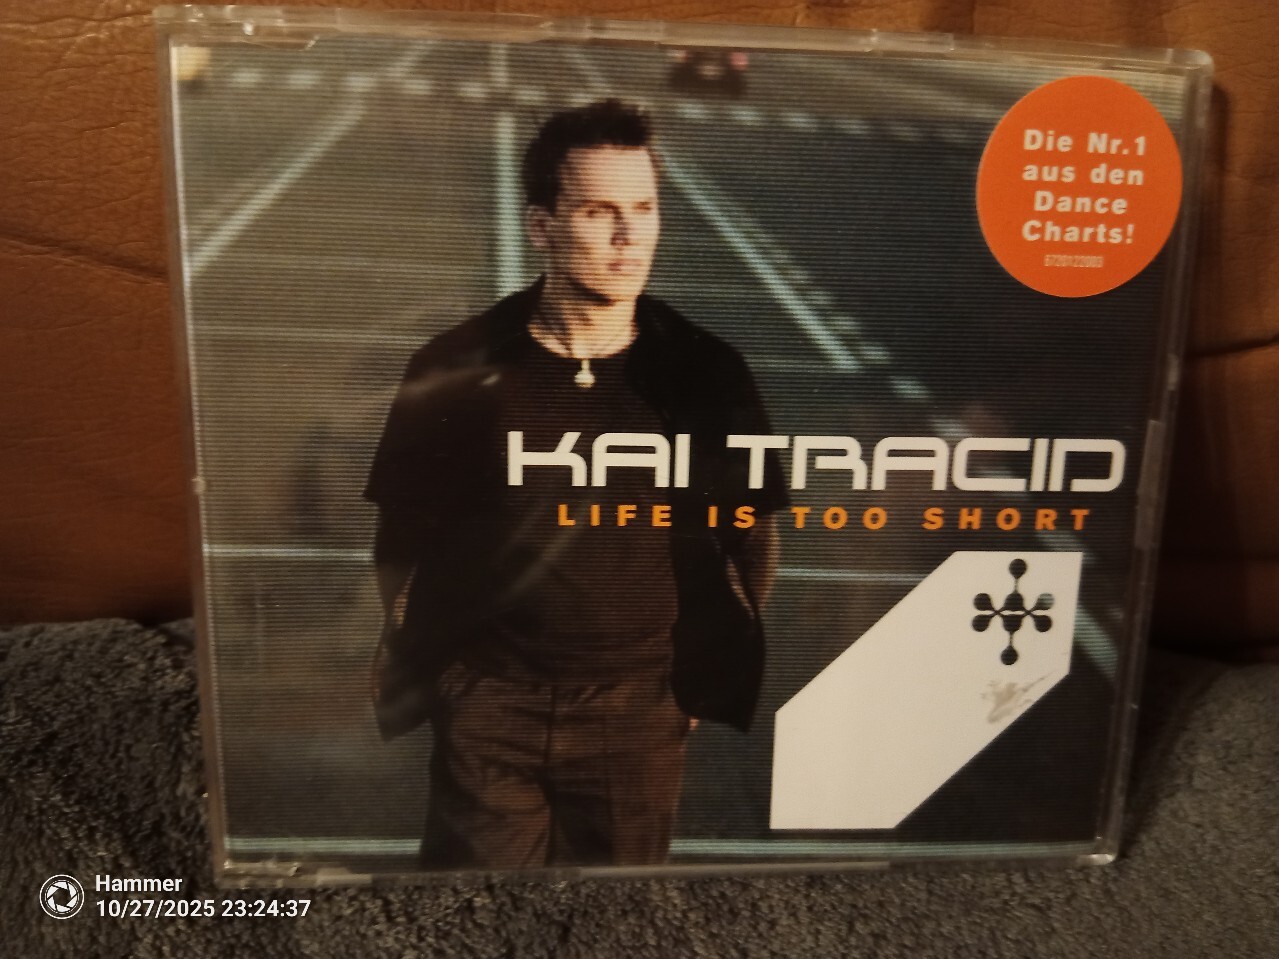 Die Nr.1
aus den
Dance
Charts!
KAI TRACID
LIFE IS TOO SHORT
Hammer
10/27/2025 23:24:37